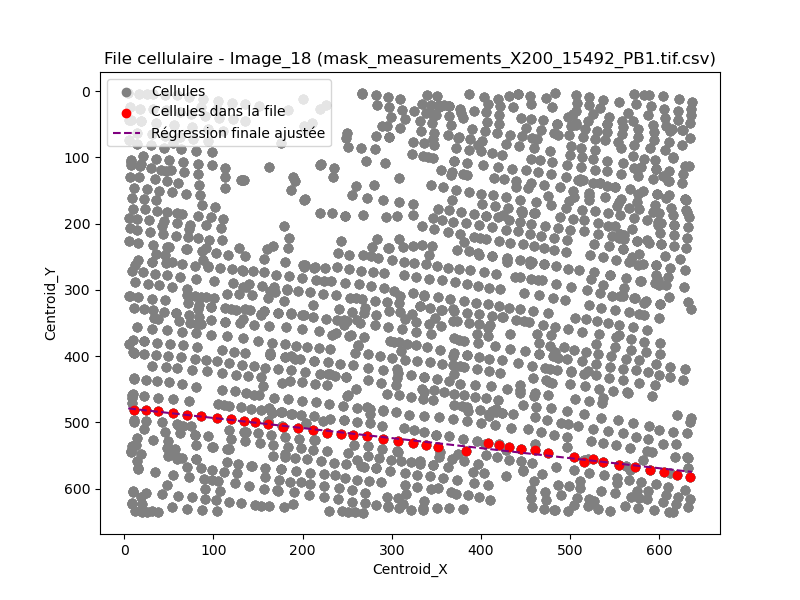 File cellulaire - Image_18 (mask_measurements_X200_15492_PB1.tif.csv)
Cellules
Cellules dans la file
Régression finale ajustée
0
100
200
300
400
500
600
Centroid_Y
0 100 200 300 400 500 600
Centroid_X